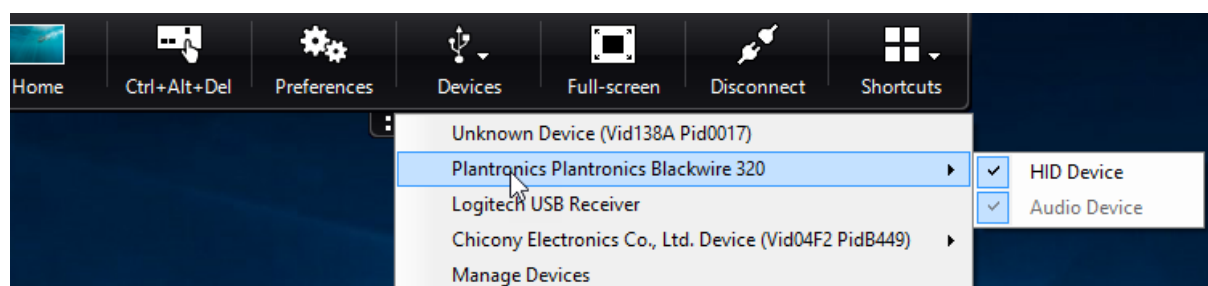 Home
Ctrl+Alt+Del
Preferences
Devices
Full-screen
Disconnect
Shortcuts
Unknown Device (Vid138A Pid0017)
Plantronics Plantronics Blackwire 320
HID Device
Logitech USB Receiver
Audio Device
Chicony Electronics Co., Ltd. Device (Vid04F2 PidB449)
Manage Devices